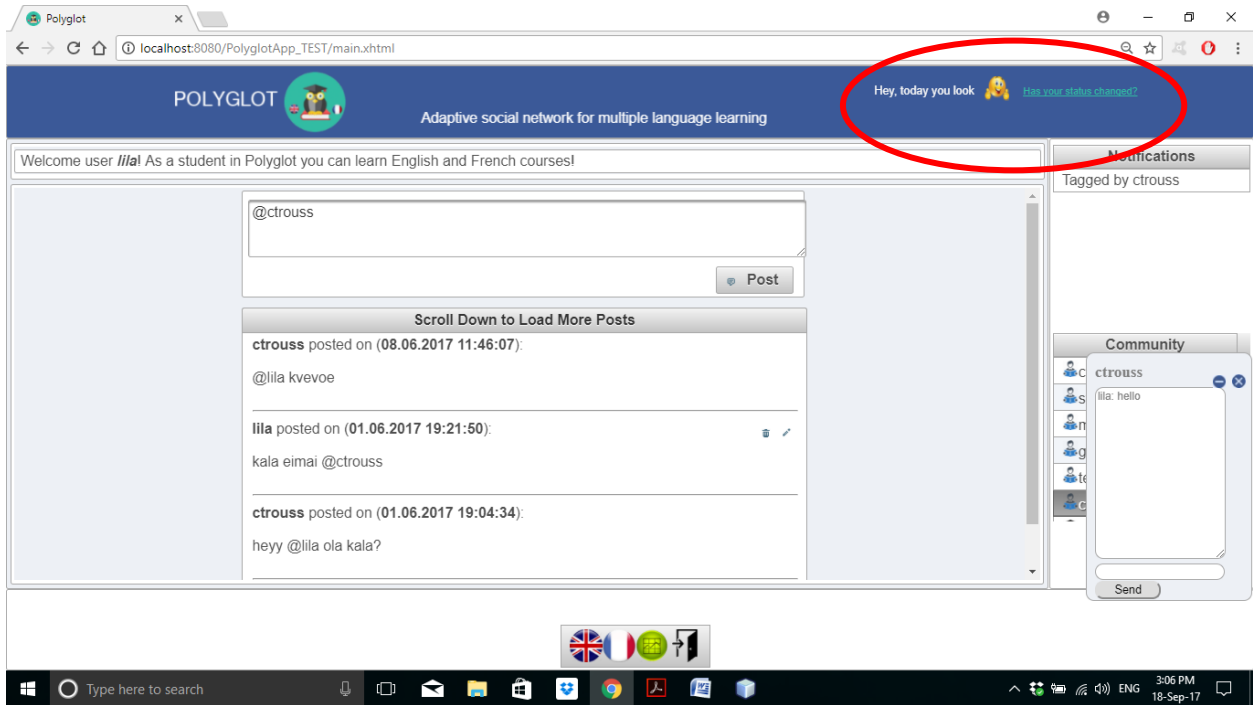 Polyglot
localhost:8080/PolyglotApp_TEST/main.xhtml
POLYGLOT
Adaptive social network for multiple language learning
Hey, today you look
Has your status changed?
Welcome user lila! As a student in Polyglot you can learn English and French courses!
@ctrouss
Post
Scroll Down to Load More Posts
ctrouss posted on (08.06.2017 11:46:07):
@lila kvevoe
lila posted on (01.06.2017 19:21:50):
kala eimai @ctrouss
ctrouss posted on (01.06.2017 19:04:34):
heyy @lila ola kala?
Notifications
Tagged by ctrouss
Community
c
s
m
g
te
c
ctrouss
lila: hello
Send
Type here to search
ENG
3:06 PM
18-Sep-17